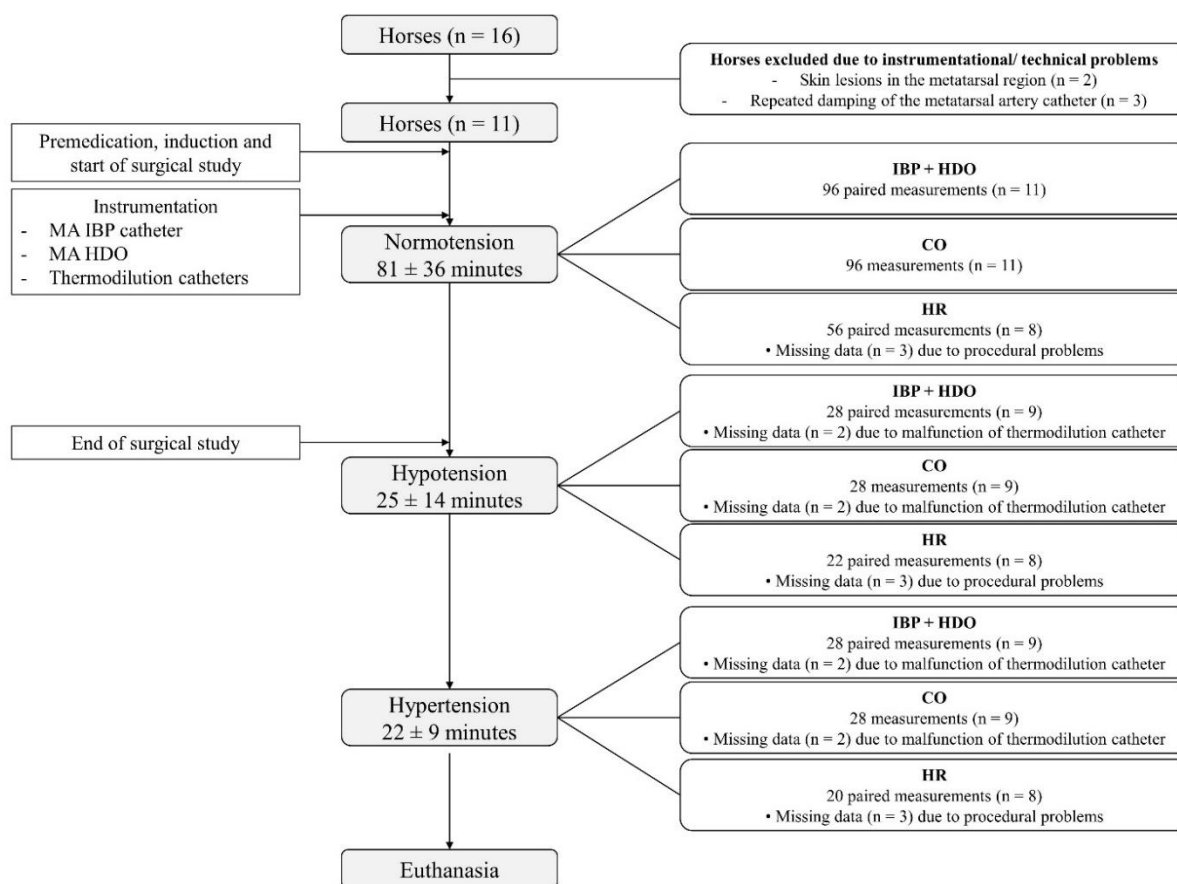 Horses (n = 16)
Horses excluded due to instrumentational/ technical problems
- Skin lesions in the metatarsal region (n = 2)
- Repeated damping of the metatarsal artery catheter (n = 3)
Horses (n = 11)
Premedication, induction and
start of surgical study
Instrumentation
- MA IBP catheter
- MA HDO
- Thermodilution catheters
Normotension
81 ± 36 minutes
IBP + HDO
96 paired measurements (n = 11)
CO
96 measurements (n = 11)
HR
56 paired measurements (n = 8)
• Missing data (n = 3) due to procedural problems
End of surgical study
Hypotension
25 ± 14 minutes
IBP + HDO
28 paired measurements (n = 9)
• Missing data (n = 2) due to malfunction of thermodilution catheter
CO
28 measurements (n = 9)
• Missing data (n = 2) due to malfunction of thermodilution catheter
HR
22 paired measurements (n = 8)
• Missing data (n = 3) due to procedural problems
Hypertension
22 ± 9 minutes
IBP + HDO
28 paired measurements (n = 9)
• Missing data (n = 2) due to malfunction of thermodilution catheter
CO
28 measurements (n = 9)
• Missing data (n = 2) due to malfunction of thermodilution catheter
HR
20 paired measurements (n = 8)
• Missing data (n = 3) due to procedural problems
Euthanasia